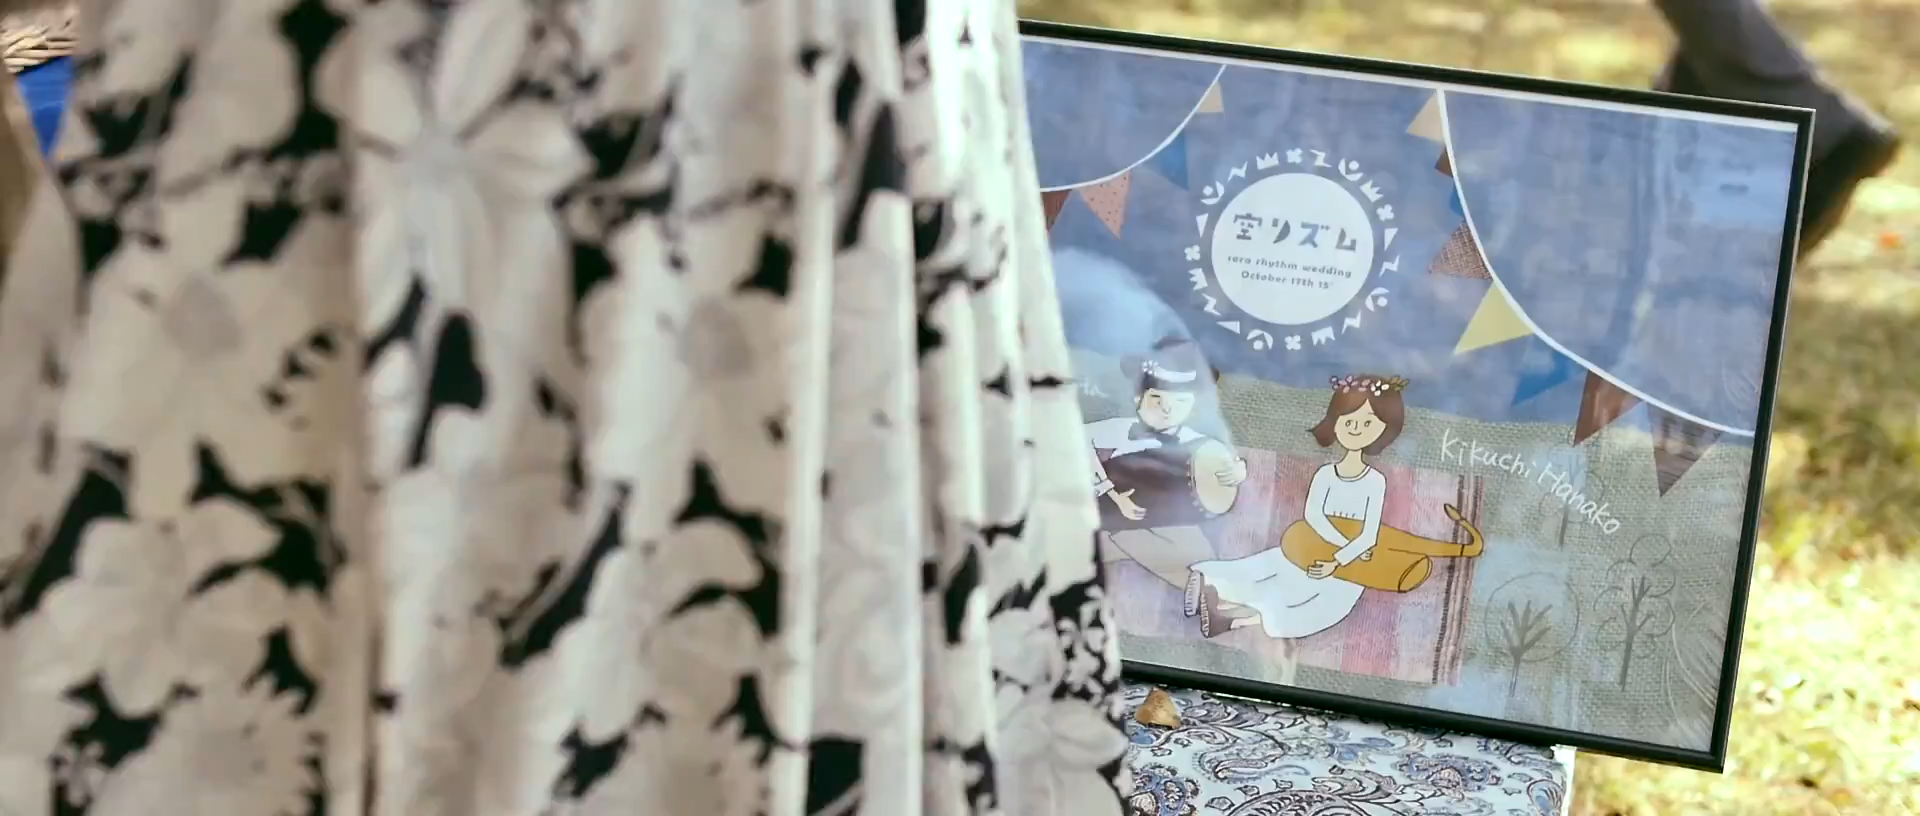 空リズム
sora rhythm wedding
October 17th 15'
Kikuchi Hanako